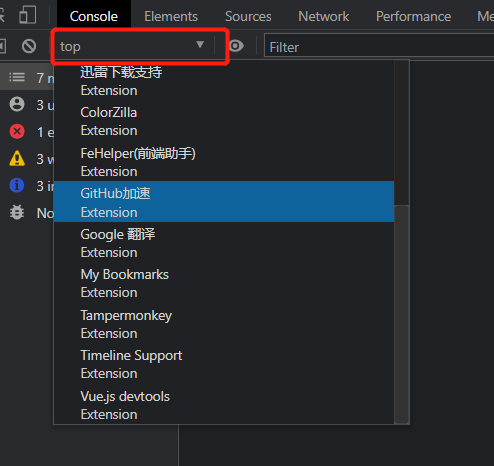 Console Elements Sources Network Performance Me
top Filter
7 m
3 u
1 e
3 w
3 in
No
迅雷下载支持
Extension
ColorZilla
Extension
FeHelper(前端助手)
Extension
GitHub加速
Extension
Google 翻译
Extension
My Bookmarks
Extension
Tampermonkey
Extension
Timeline Support
Extension
Vue.js devtools
Extension